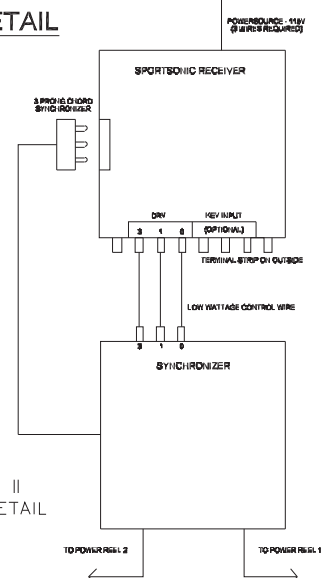 ETAIL
POWERSOURCE - 115V
(3 WIRES REQUIRED)
SPORTSONIC RECEIVER
3 PRONG CHORD
SYNCHRONIZER
DRV
KEY INPUT
3 1 0
(OPTIONAL)
TERMINAL STRIP ON OUTSIDE
LOW WATTAGE CONTROL WIRE
3 1 0
SYNCHRONIZER
II
ETAIL
TO POWER REEL 2
TO POWER REEL 1